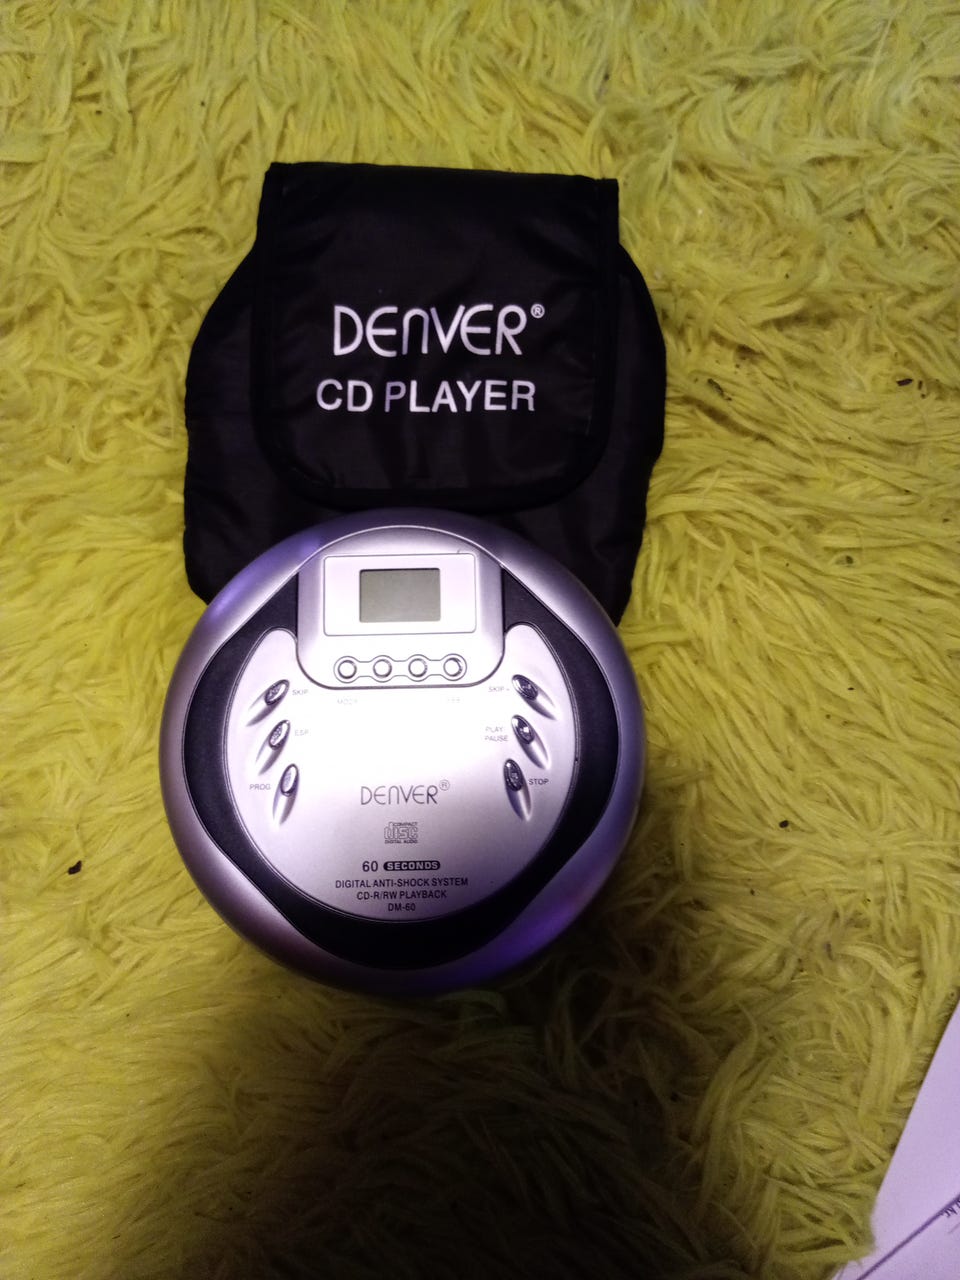 DENVER®
CD PLAYER
SKIP
SKIP+
ESP
PLAY
PAUSE
PROG
STOP
DENVER®
COMPACT
disc
DIGITAL AUDIO
60 SECONDS
DIGITAL ANTI-SHOCK SYSTEM
CD-R/RW PLAYBACK
DM-60